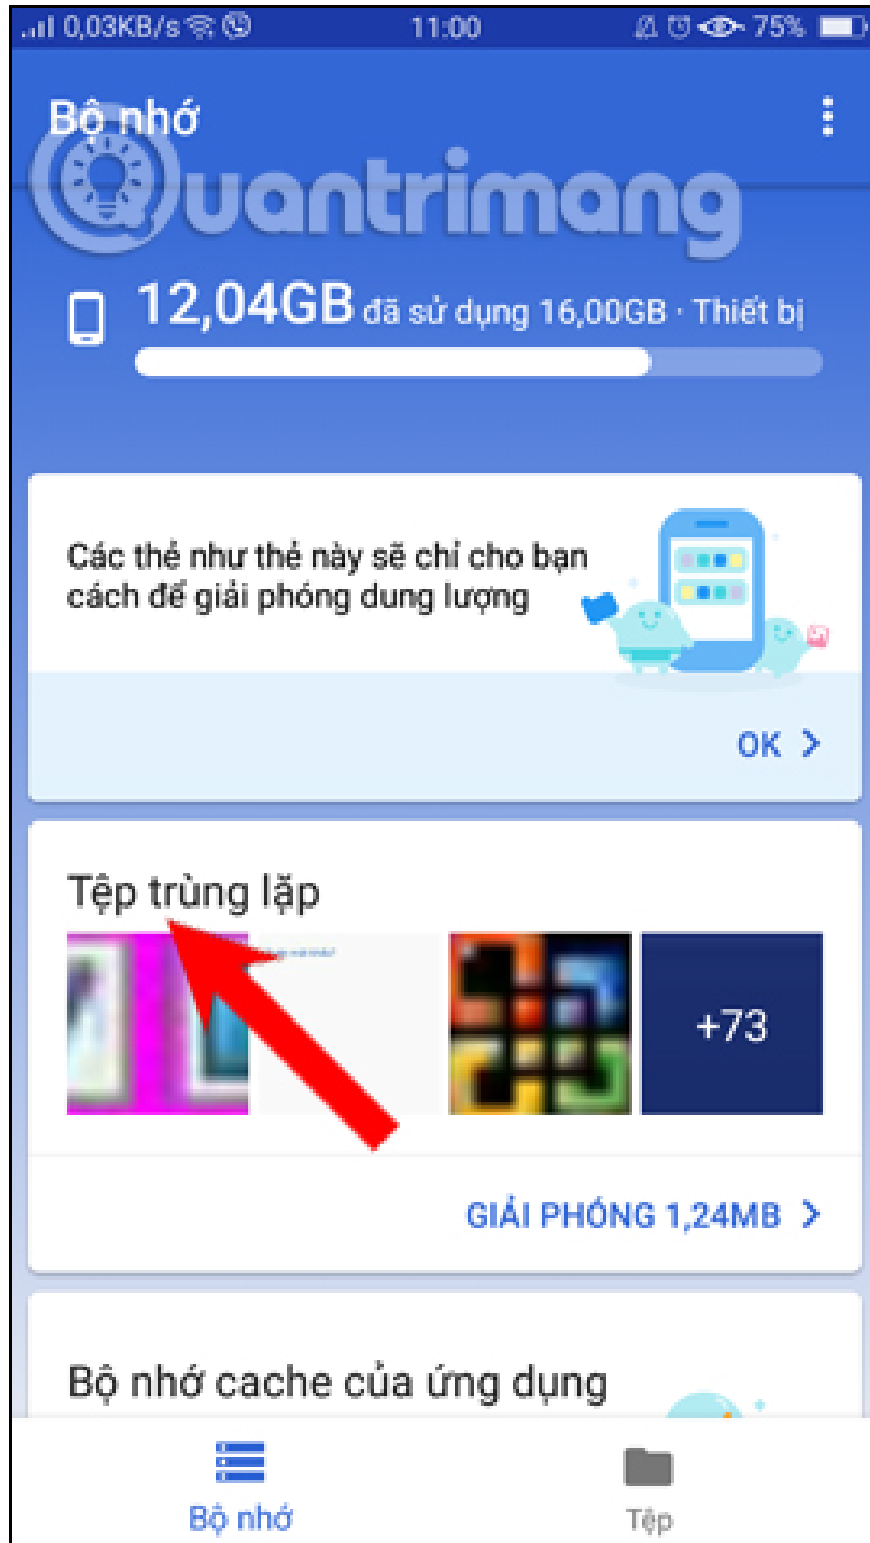 0,03KB/s 11:00 75%
Bộ nhớ
Quantrimang
12,04GB đã sử dụng 16,00GB · Thiết bị
Các thẻ như thẻ này sẽ chỉ cho bạn
cách để giải phóng dung lượng
OK
Tệp trùng lặp
+73
GIẢI PHÓNG 1,24MB
Bộ nhớ cache của ứng dụng
Bộ nhớ Tệp